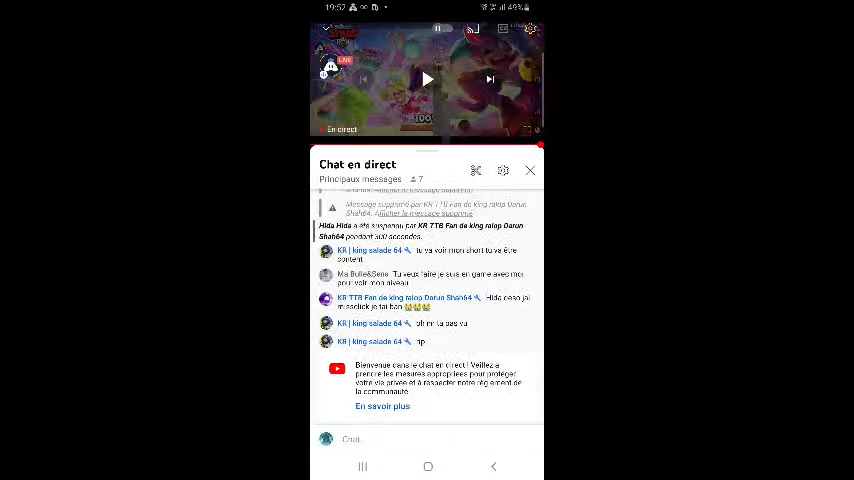 19:52
49%
LIVE
100%
En direct
Chat en direct
Principaux messages 7
Message supprimé par KR TTB Fan de king ralop Darun
Shah64. Afficher le message supprimé
Hida Hida a été suspendu par KR TTB Fan de king ralop Darun
Shah64 pendant 300 secondes.
KR | king salade 64 tu va voir mon short tu va être
content
Ma Bulle&Sens Tu veux faire je suis en game avec moi
pour voir mon niveau
KR TTB Fan de king ralop Darun Shah64 Hida deso jai
missclick je tai ban 😭😭😭
KR | king salade 64 oh nn ta pas vu
KR | king salade 64 rip
Bienvenue dans le chat en direct ! Veillez à
prendre les mesures appropriées pour protéger
votre vie privée et à respecter notre règlement de
la communauté.
En savoir plus
Chat...